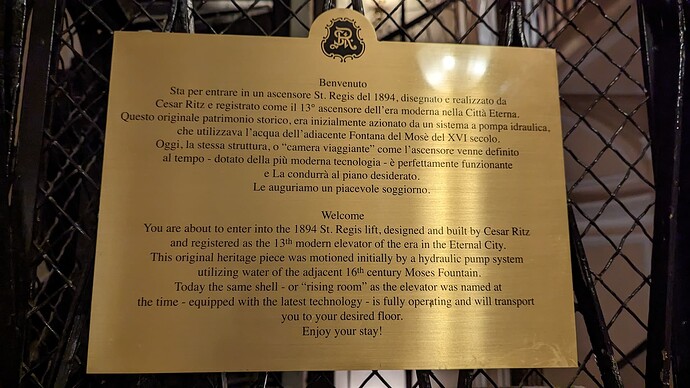 SR
Benvenuto
Sta per entrare in un ascensore St. Regis del 1894, disegnato e realizzato da
Cesar Ritz e registrato come il 13° ascensore dell'era moderna nella Città Eterna.
Questo originale patrimonio storico, era inizialmente azionato da un sistema a pompa idraulica,
che utilizzava l'acqua dell'adiacente Fontana del Mosè del XVI secolo.
Oggi, la stessa struttura, o "camera viaggiante" come l'ascensore venne definito
al tempo - dotato della più moderna tecnologia - è perfettamente funzionante
e La condurrà al piano desiderato.
Le auguriamo un piacevole soggiorno.
Welcome
You are about to enter into the 1894 St. Regis lift, designed and built by Cesar Ritz
and registered as the 13th modern elevator of the era in the Eternal City.
This original heritage piece was motioned initially by a hydraulic pump system
utilizing water of the adjacent 16th century Moses Fountain.
Today the same shell - or "rising room" as the elevator was named at
the time - equipped with the latest technology - is fully operating and will transport
you to your desired floor.
Enjoy your stay!